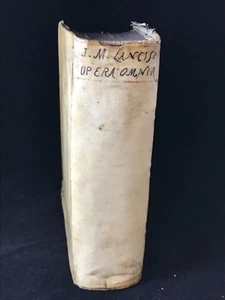 J. M. LANCISI
OPERA OMNIA